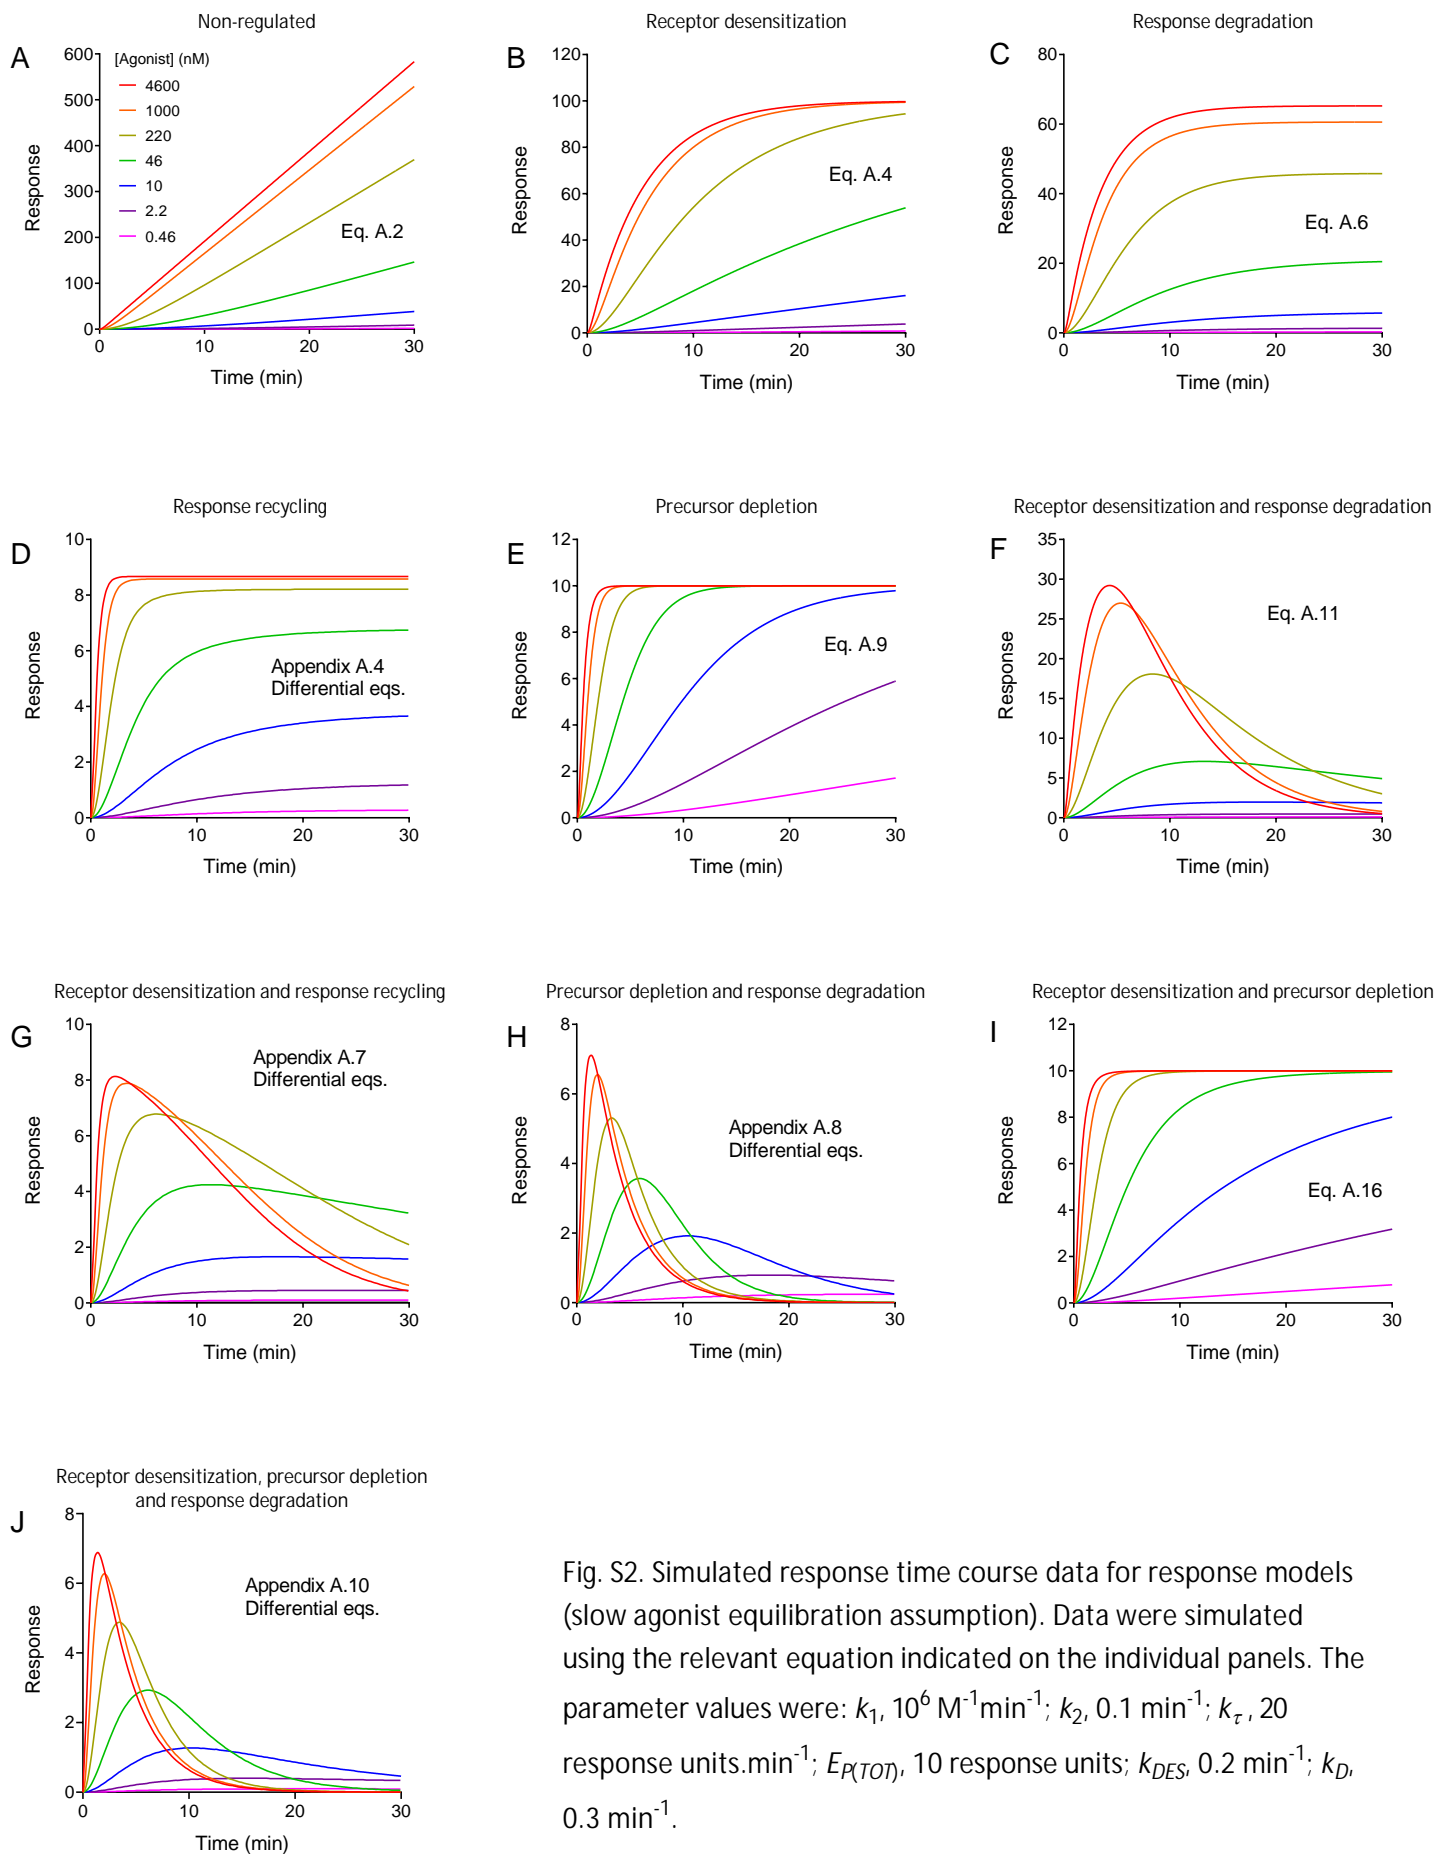 Non-regulated
A
[Agonist] (nM)
4600
1000
220
46
10
2.2
0.46
600
500
400
300
200
100
0
Response
Eq. A.2
0 10 20 30
Time (min)
Receptor desensitization
B
120
100
80
60
40
20
0
Response
Eq. A.4
0 10 20 30
Time (min)
Response degradation
C
80
60
40
20
0
Response
Eq. A.6
0 10 20 30
Time (min)
Response recycling
D
10
8
6
4
2
0
Response
Appendix A.4
Differential eqs.
0 10 20 30
Time (min)
Precursor depletion
E
12
10
8
6
4
2
0
Response
Eq. A.9
0 10 20 30
Time (min)
Receptor desensitization and response degradation
F
35
30
25
20
15
10
5
0
Response
Eq. A.11
0 10 20 30
Time (min)
Receptor desensitization and response recycling
G
10
8
6
4
2
0
Response
Appendix A.7
Differential eqs.
0 10 20 30
Time (min)
Precursor depletion and response degradation
H
8
6
4
2
0
Response
Appendix A.8
Differential eqs.
0 10 20 30
Time (min)
Receptor desensitization and precursor depletion
I
12
10
8
6
4
2
0
Response
Eq. A.16
0 10 20 30
Time (min)
Receptor desensitization, precursor depletion
and response degradation
J
8
6
4
2
0
Response
Appendix A.10
Differential eqs.
0 10 20 30
Time (min)
Fig. S2. Simulated response time course data for response models
(slow agonist equilibration assumption). Data were simulated
using the relevant equation indicated on the individual panels. The
parameter values were: k₁, 10⁶ M⁻¹min⁻¹; k₂, 0.1 min⁻¹; k_τ, 20
response units.min⁻¹; E_P(TOT), 10 response units; k_DES, 0.2 min⁻¹; k_D,
0.3 min⁻¹.